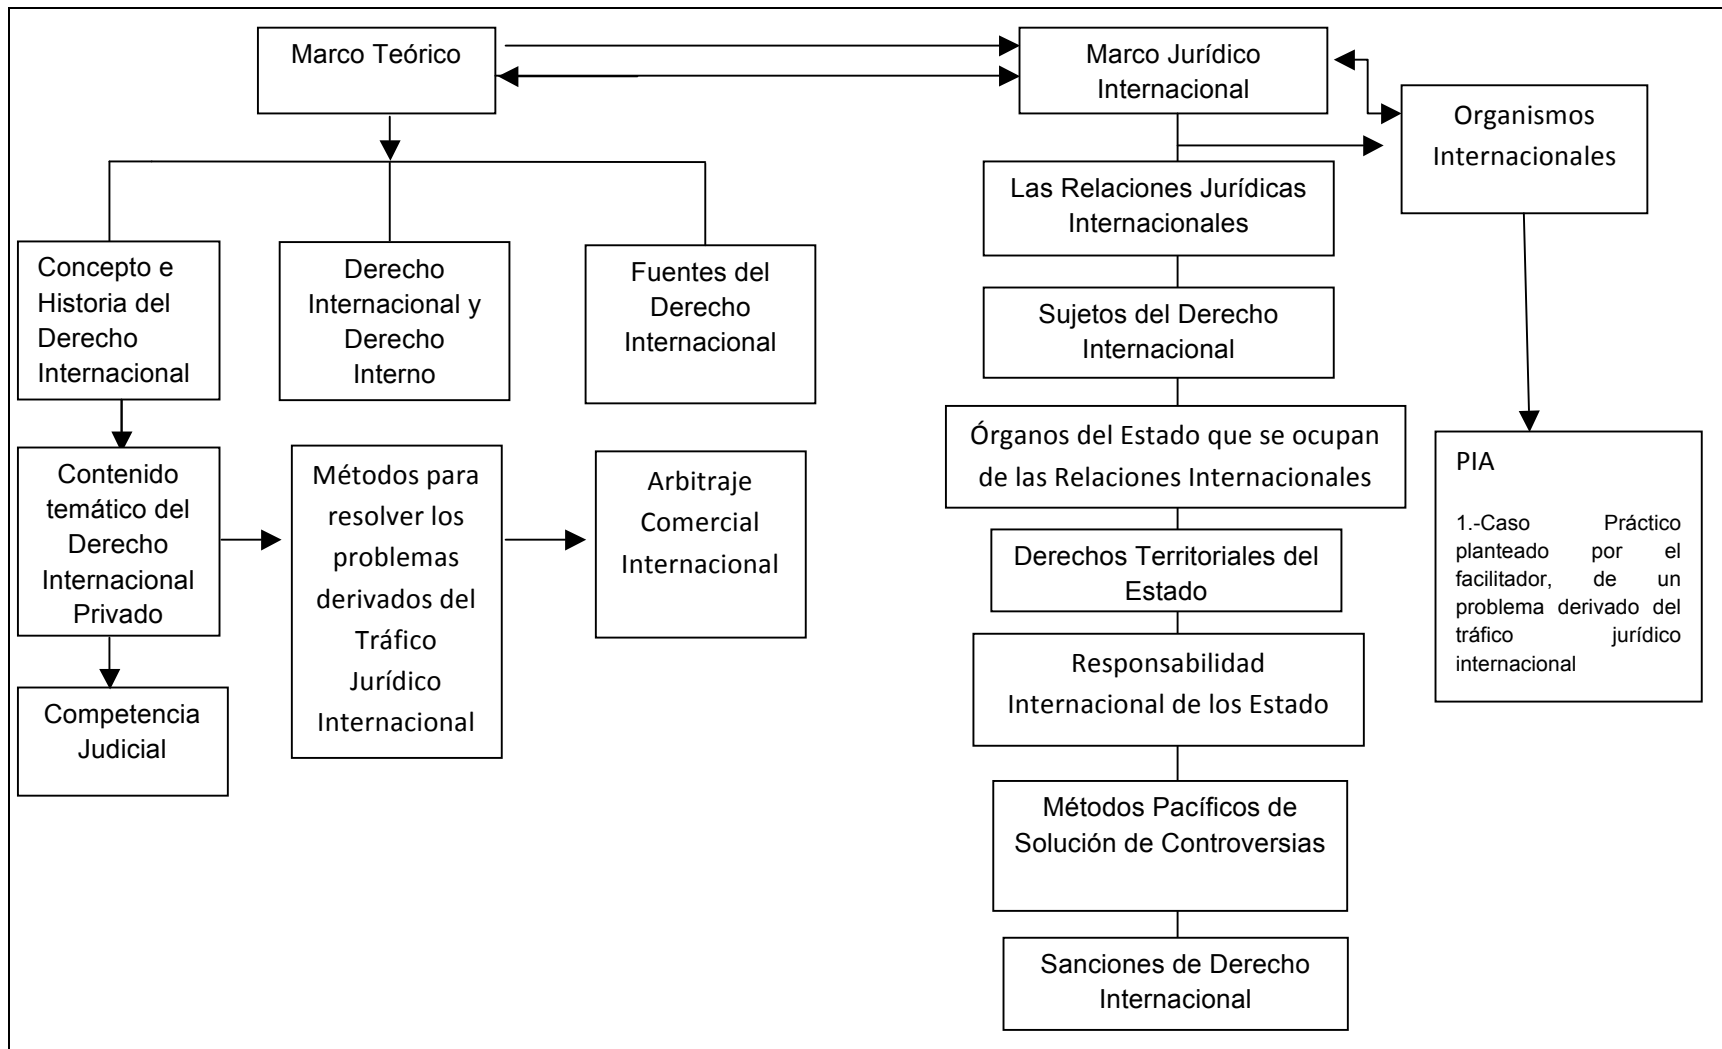 Marco Teórico
Marco Jurídico
Internacional
Organismos
Internacionales
Las Relaciones Jurídicas
Internacionales
Concepto e
Historia del
Derecho
Internacional
Derecho
Internacional y
Derecho
Interno
Fuentes del
Derecho
Internacional
Sujetos del Derecho
Internacional
Órganos del Estado que se ocupan
de las Relaciones Internacionales
Contenido
temático del
Derecho
Internacional
Privado
Métodos para
resolver los
problemas
derivados del
Tráfico
Jurídico
Internacional
Arbitraje
Comercial
Internacional
PIA
1.-Caso Práctico
planteado por el
facilitador, de un
problema derivado del
tráfico jurídico
internacional
Derechos Territoriales del
Estado
Responsabilidad
Internacional de los Estado
Competencia
Judicial
Métodos Pacíficos de
Solución de Controversias
Sanciones de Derecho
Internacional